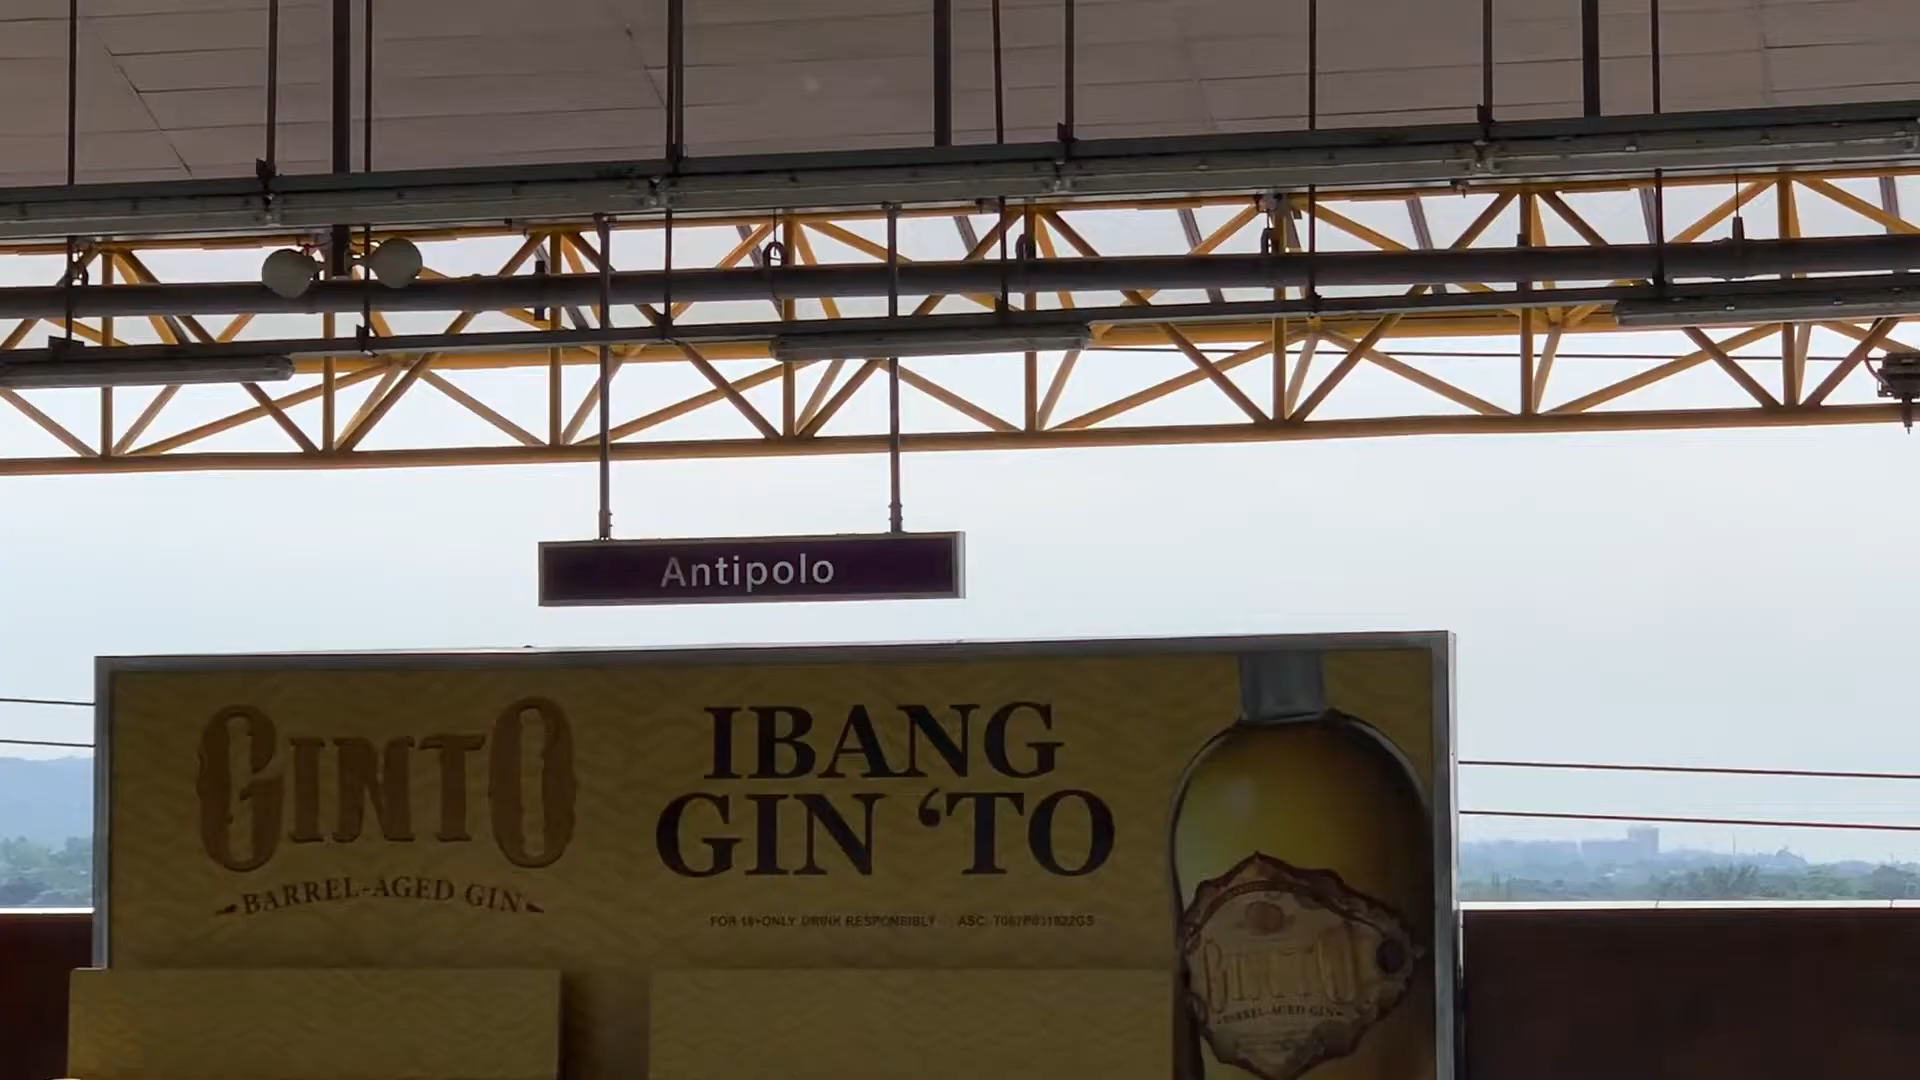 Antipolo
GINTO
BARREL-AGED GIN
IBANG
GIN ‘TO
FOR 18+ONLY DRINK RESPONSIBLY
GINTO
BARREL-AGED GIN